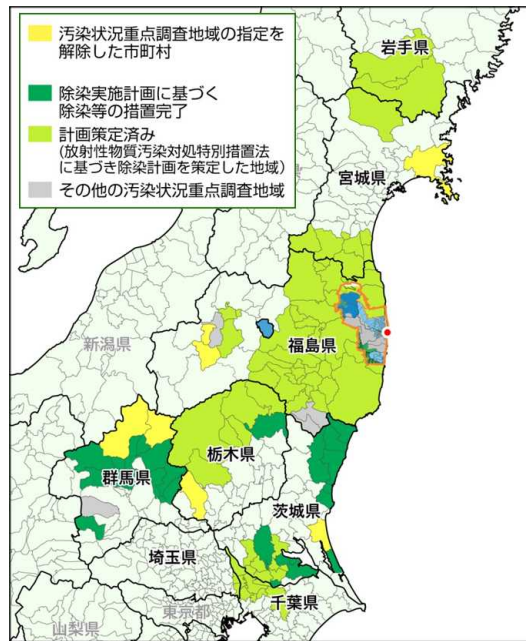 汚染状況重点調査地域の指定を
解除した市町村
除染実施計画に基づく
除染等の措置完了
計画策定済み
(放射性物質汚染対処特別措置法
に基づき除染計画を策定した地域)
その他の汚染状況重点調査地域
岩手県
宮城県
新潟県
福島県
栃木県
群馬県
茨城県
埼玉県
東京都
千葉県
山梨県